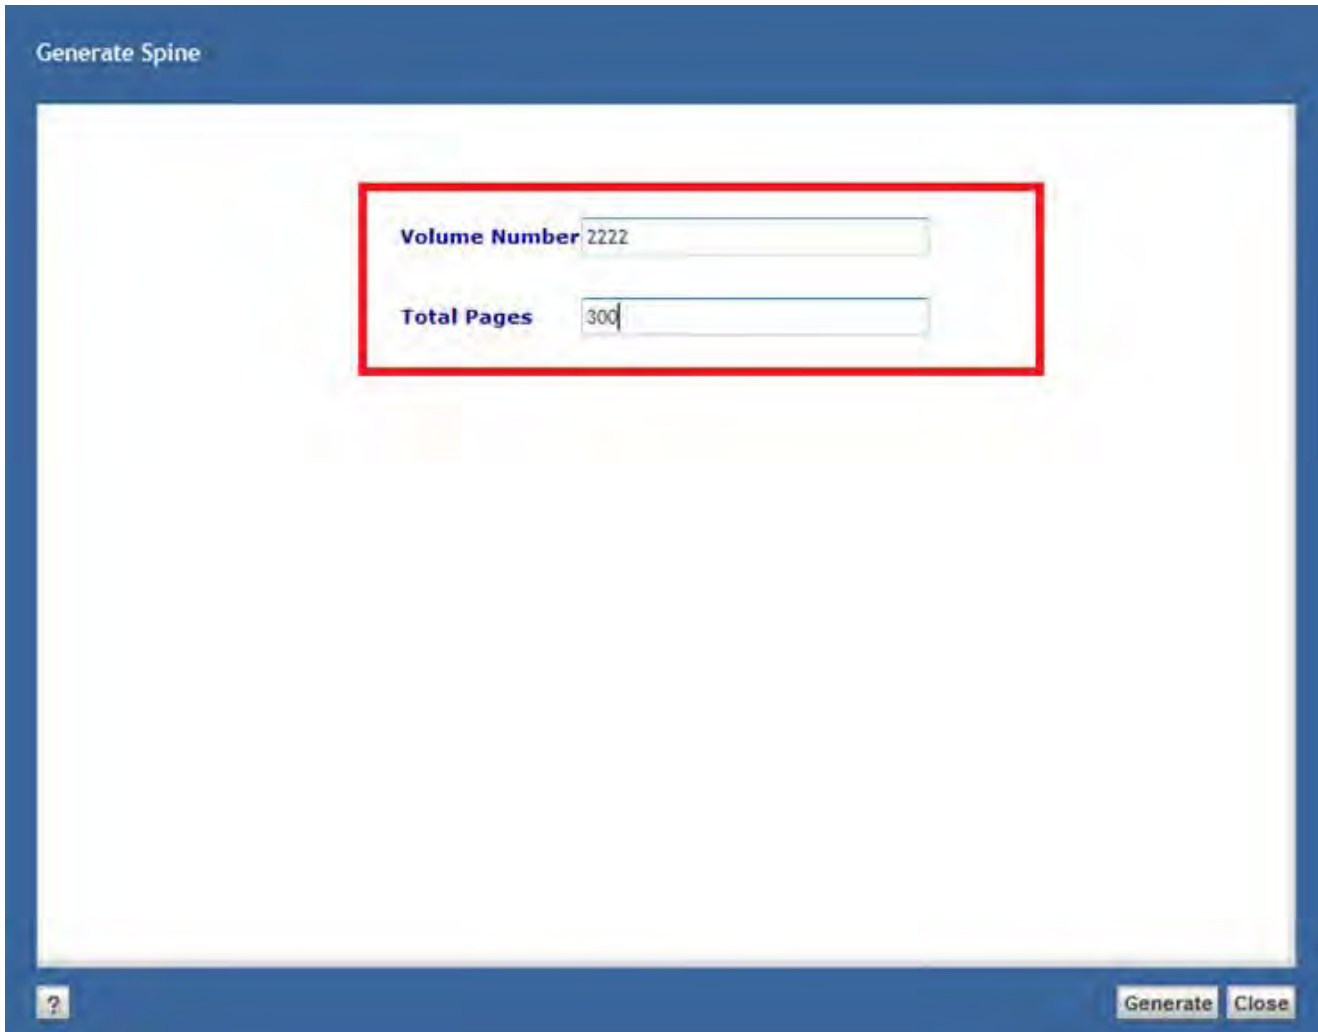 Generate Spine
Volume Number 2222
Total Pages 300
? Generate Close